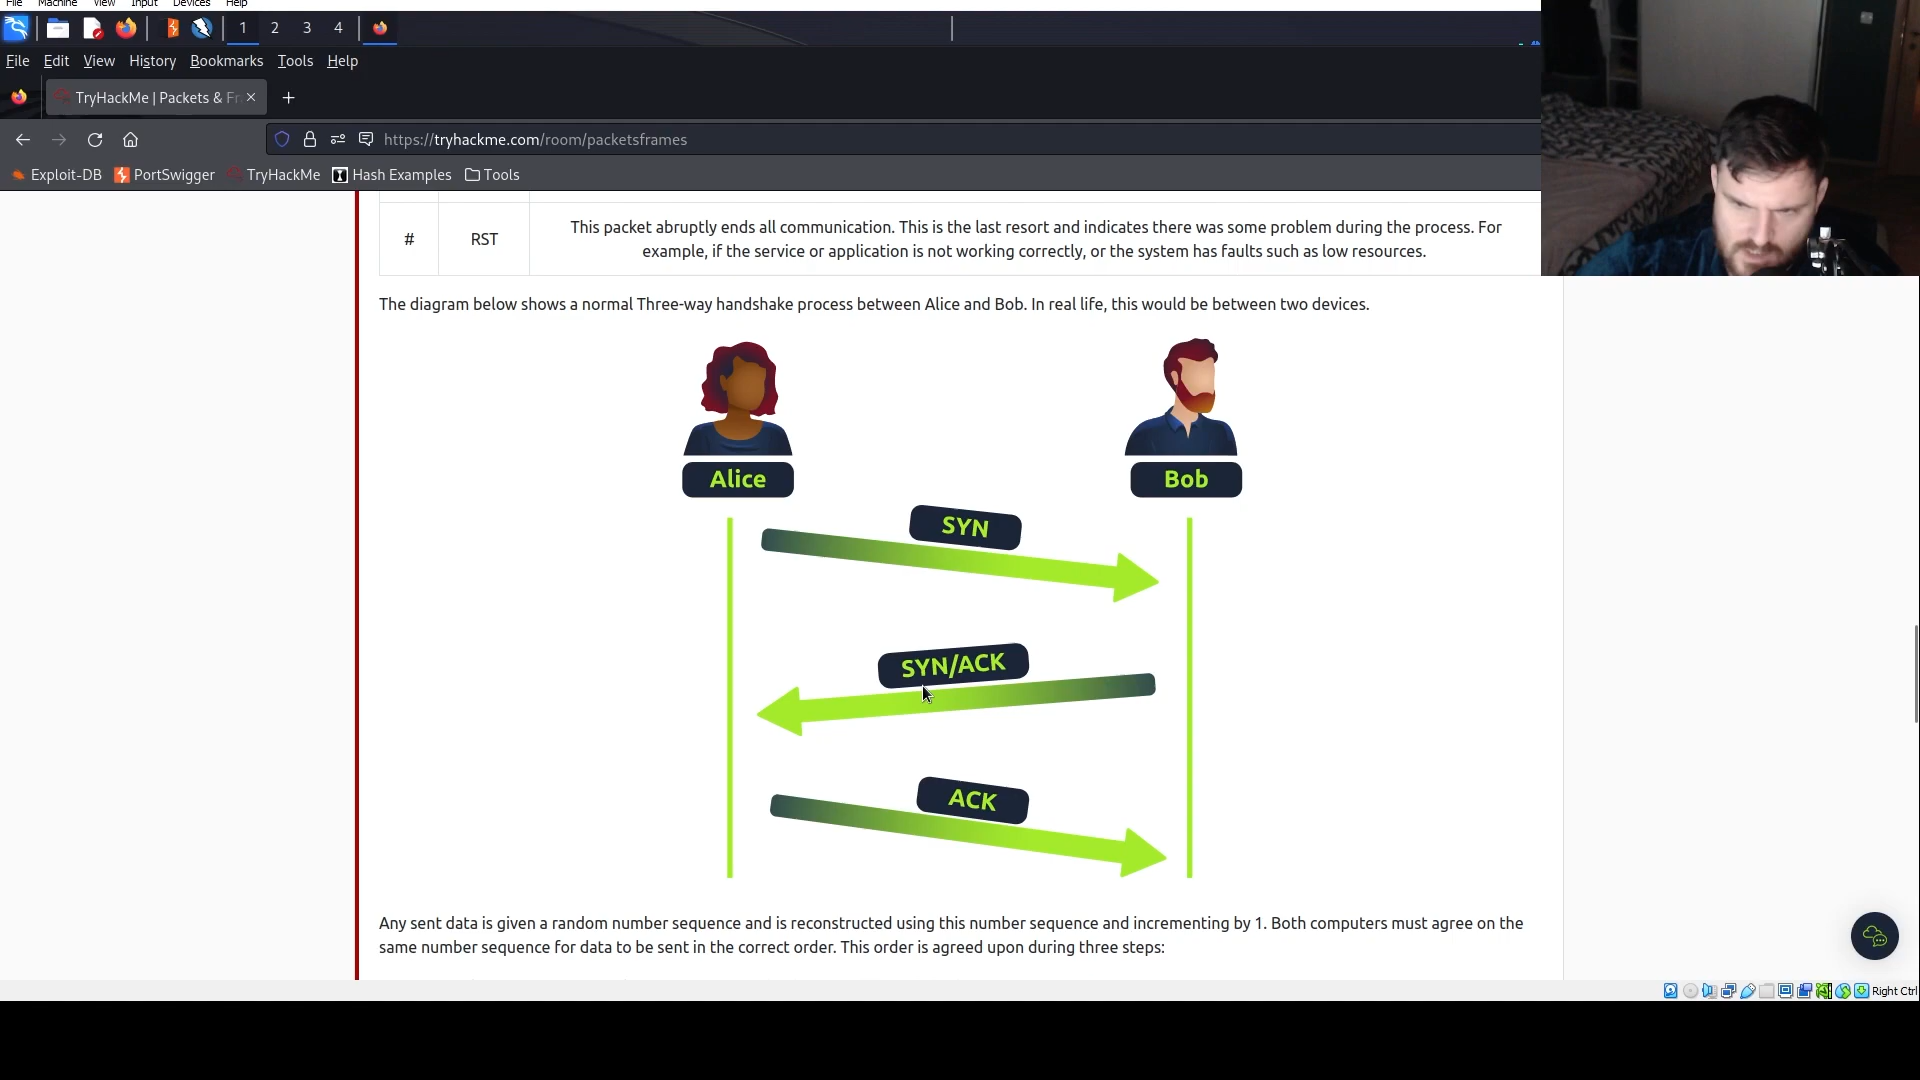 File Machine View Input Devices Help
1 2 3 4
File Edit View History Bookmarks Tools Help
TryHackMe | Packets & Fr
https://tryhackme.com/room/packetsframes
Exploit-DB PortSwigger TryHackMe Hash Examples Tools
# RST This packet abruptly ends all communication. This is the last resort and indicates there was some problem during the process. For
example, if the service or application is not working correctly, or the system has faults such as low resources.
The diagram below shows a normal Three-way handshake process between Alice and Bob. In real life, this would be between two devices.
Alice Bob
SYN
SYN/ACK
ACK
Any sent data is given a random number sequence and is reconstructed using this number sequence and incrementing by 1. Both computers must agree on the
same number sequence for data to be sent in the correct order. This order is agreed upon during three steps:
Right Ctrl